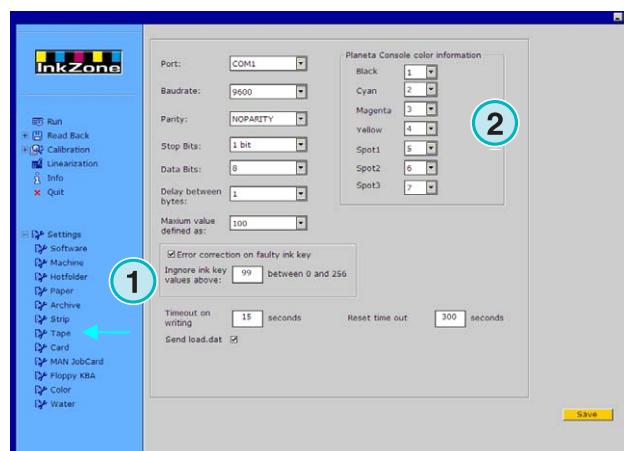 InkZone
Run
Read Back
Calibration
Linearization
Info
Quit
Settings
Software
Machine
Hotfolder
Paper
Archive
Strip
Tape
Card
MAN JobCard
Floppy KBA
Color
Water
Port: COM1
Baudrate: 9600
Parity: NOPARITY
Stop Bits: 1 bit
Data Bits: 8
Delay between
bytes: 1
Maxium value
defined as: 100
Error correction on faulty ink key
Ingnore ink key
values above: 99 between 0 and 256
1
Timeout on
writing 15 seconds
Reset time out 300 seconds
Send load.dat
Planeta Console color information
Black 1
Cyan 2
Magenta 3
Yellow 4
Spot1 5
Spot2 6
Spot3 7
2
Save